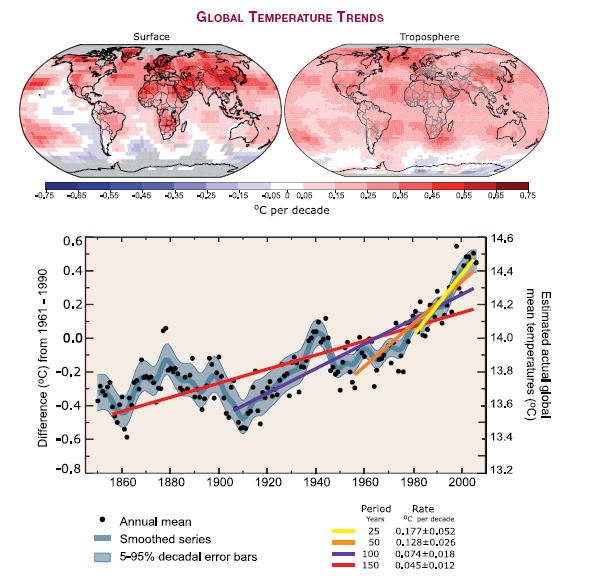 GLOBAL TEMPERATURE TRENDS
Surface Troposphere
-0.75 -0.65 -0.55 -0.45 -0.35 -0.25 -0.15 -0.05 0 0.05 0.15 0.25 0.35 0.45 0.55 0.65 0.75
°C per decade
Difference (°C) from 1961 – 1990
0.6
0.4
0.2
0.0
-0.2
-0.4
-0.6
-0.8
14.6
14.4
14.2
14.0
13.8
13.6
13.4
13.2
Estimated actual global
mean temperatures (°C)
1860 1880 1900 1920 1940 1960 1980 2000
Annual mean
Smoothed series
5-95% decadal error bars
Period Rate
Years °C per decade
25 0.177±0.052
50 0.128±0.026
100 0.074±0.018
150 0.045±0.012